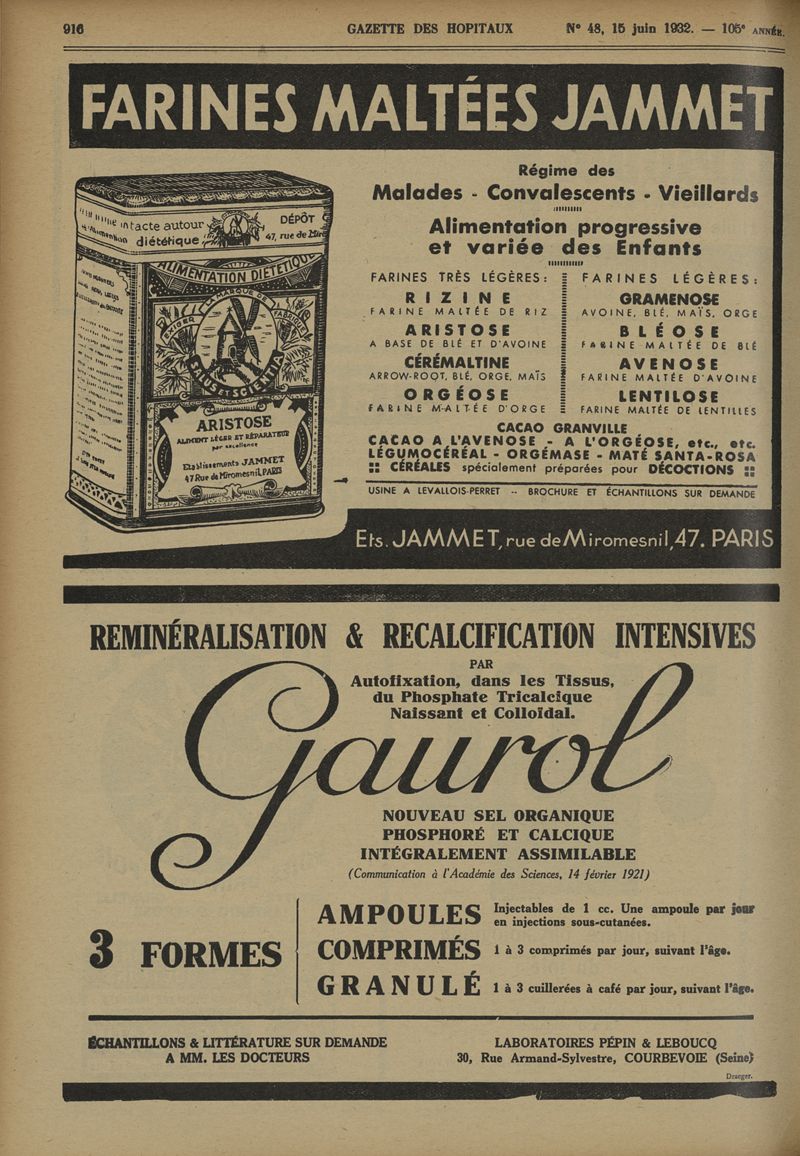 916
GAZETTE DES HOPITAUX
N° 48, 15 juin 1932. — 105e ANNÉE.
FARINES MALTÉES JAMMET
intacte autour
DÉPÔT
diététique
47, rue de
ALIMENTATION DIÉTÉTIQUE
EXIGER LA MARQUE DE FABRIQUE
SALUS ET SCIENTIA
ARISTOSE
ALIMENT LÉGER ET RÉPARATEUR
par excellence
Etablissements JAMMET
47 Rue de Miromesnil PARIS
Régime des
Malades - Convalescents - Vieillards
Alimentation progressive
et variée des Enfants
FARINES TRÈS LÉGÈRES :
RIZINE
FARINE MALTÉE DE RIZ
ARISTOSE
A BASE DE BLÉ ET D'AVOINE
CÉRÉMALTINE
ARROW-ROOT, BLÉ, ORGE, MAÏS
ORGÉOSE
FARINE MALTÉE D'ORGE
FARINES LÉGÈRES :
GRAMENOSE
AVOINE, BLÉ, MAÏS, ORGE
BLÉOSE
FARINE MALTÉE DE BLÉ
AVENOSE
FARINE MALTÉE D'AVOINE
LENTILOSE
FARINE MALTÉE DE LENTILLES
CACAO GRANVILLE
CACAO A L'AVENOSE - A L'ORGÉOSE, etc., etc.
LÉGUMOCÉRÉAL - ORGÉMASE - MATÉ SANTA-ROSA
:: CÉRÉALES spécialement préparées pour DÉCOCTIONS ::
USINE A LEVALLOIS-PERRET -- BROCHURE ET ÉCHANTILLONS SUR DEMANDE
Ets. JAMMET, rue de Miromesnil, 47. PARIS
REMINÉRALISATION & RECALCIFICATION INTENSIVES
PAR
Autofixation, dans les Tissus,
du Phosphate Tricalcique
Naissant et Colloïdal.
Gaurol
NOUVEAU SEL ORGANIQUE
PHOSPHORÉ ET CALCIQUE
INTÉGRALEMENT ASSIMILABLE
(Communication à l'Académie des Sciences, 14 février 1921)
3 FORMES
AMPOULES Injectables de 1 cc. Une ampoule par jour
en injections sous-cutanées.
COMPRIMÉS 1 à 3 comprimés par jour, suivant l'âge.
GRANULÉ 1 à 3 cuillerées à café par jour, suivant l'âge.
ÉCHANTILLONS & LITTÉRATURE SUR DEMANDE
A MM. LES DOCTEURS
LABORATOIRES PÉPIN & LEBOUCQ
30, Rue Armand-Sylvestre, COURBEVOIE (Seine)
Draeger.